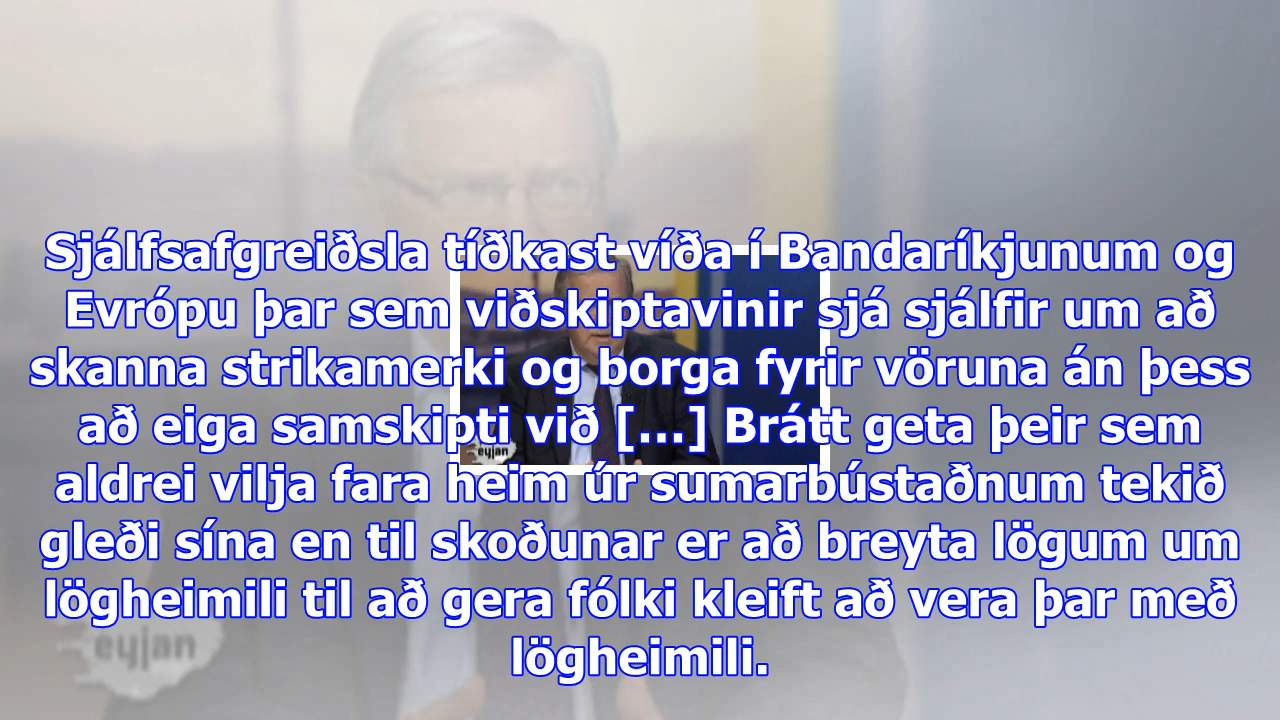 Sjálfsafgreiðsla tíðkast víða í Bandaríkjunum og
Evrópu þar sem viðskiptavinir sjá sjálfir um að
skanna strikamerki og borga fyrir vöruna án þess
að eiga samskipti við [...] Brátt geta þeir sem
aldrei vilja fara heim úr sumarbústaðnum tekið
gleði sína en til skoðunar er að breyta lögum um
lögheimili til að gera fólki kleift að vera þar með
lögheimili.
eyjan
eyjan